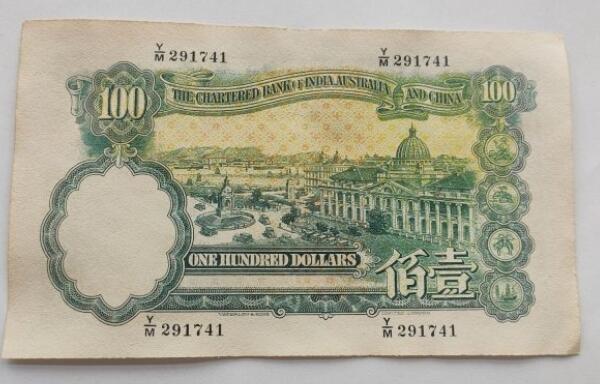 Y/M 291741 Y/M 291741
100 THE CHARTERED BANK OF INDIA, AUSTRALIA AND CHINA 100
ONE HUNDRED DOLLARS
佰壹
Y/M 291741 Y/M 291741